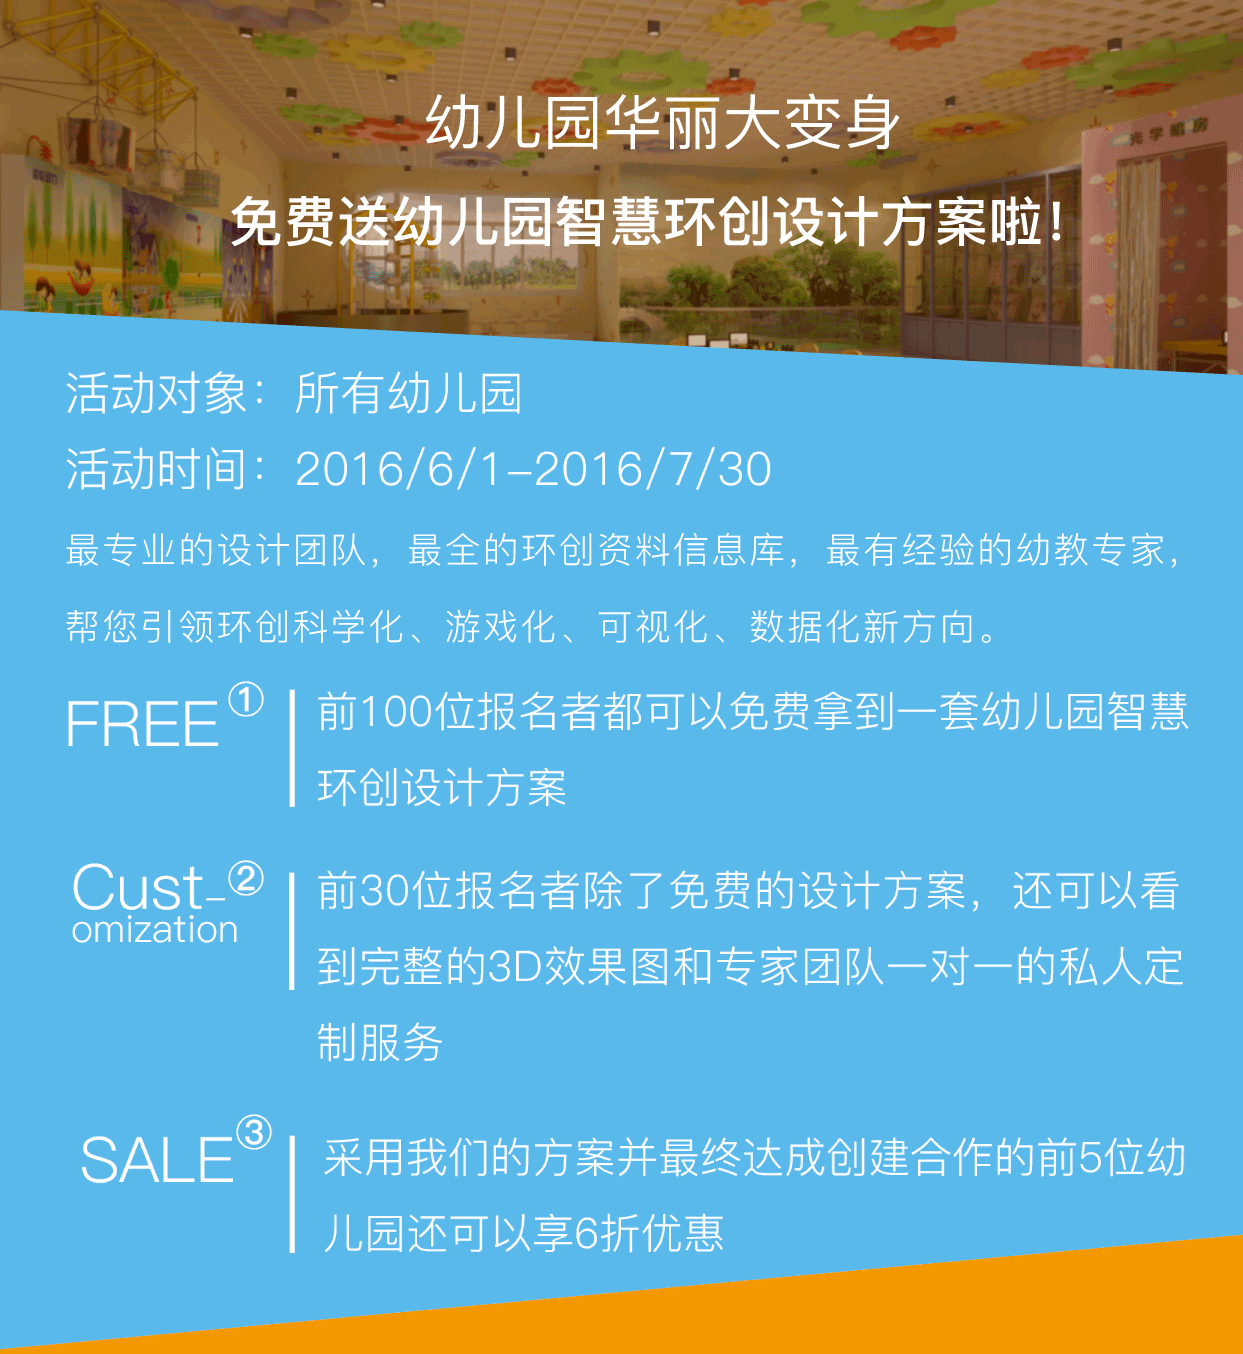 光学暗房
幼儿园华丽大变身
免费送幼儿园智慧环创设计方案啦！
活动对象：所有幼儿园
活动时间：2016/6/1-2016/7/30
最专业的设计团队，最全的环创资料信息库，最有经验的幼教专家，
帮您引领环创科学化、游戏化、可视化、数据化新方向。
FREE①
前100位报名者都可以免费拿到一套幼儿园智慧
环创设计方案
Cust-②
omization
前30位报名者除了免费的设计方案，还可以看
到完整的3D效果图和专家团队一对一的私人定
制服务
SALE③
采用我们的方案并最终达成创建合作的前5位幼
儿园还可以享6折优惠